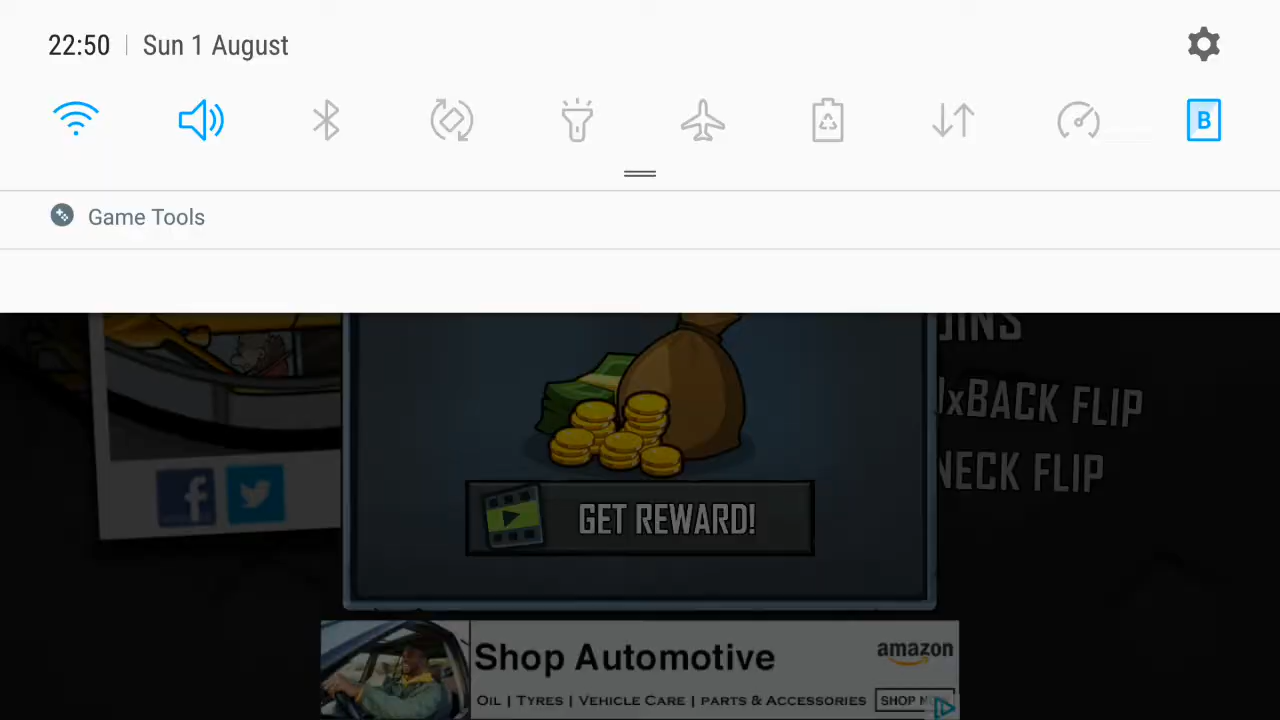 22:50 | Sun 1 August
B
Game Tools
xBACK FLIP
NECK FLIP
f
GET REWARD!
Shop Automotive
amazon
OIL | TYRES | VEHICLE CARE | PARTS & ACCESSORIES
SHOP